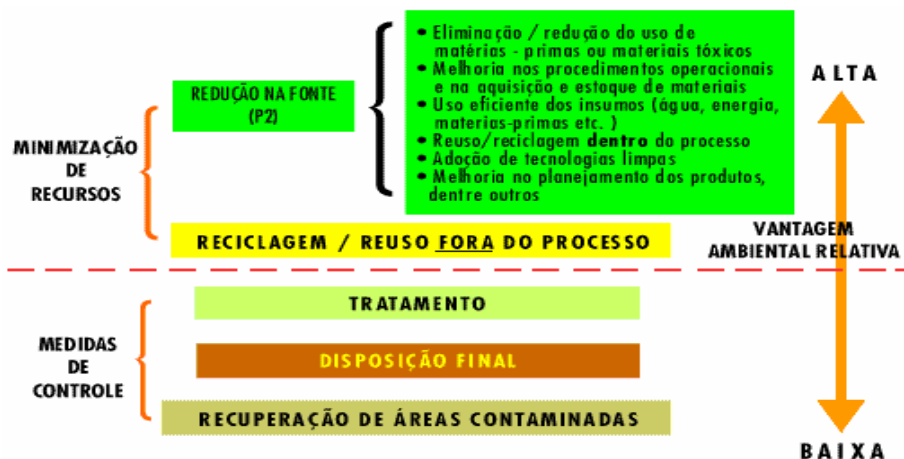 MINIMIZAÇÃO
DE
RECURSOS
REDUÇÃO NA FONTE
(P2)
• Eliminação / redução do uso de
matérias - primas ou materiais tóxicos
• Melhoria nos procedimentos operacionais
e na aquisição e estoque de materiais
• Uso eficiente dos insumos (água, energia,
materias-primas etc. )
• Reuso/reciclagem dentro do processo
• Adoção de tecnologias limpas
• Melhoria no planejamento dos produtos,
dentre outros
RECICLAGEM / REUSO FORA DO PROCESSO
MEDIDAS
DE
CONTROLE
TRATAMENTO
DISPOSIÇÃO FINAL
RECUPERAÇÃO DE ÁREAS CONTAMINADAS
ALTA
VANTAGEM
AMBIENTAL RELATIVA
BAIXA